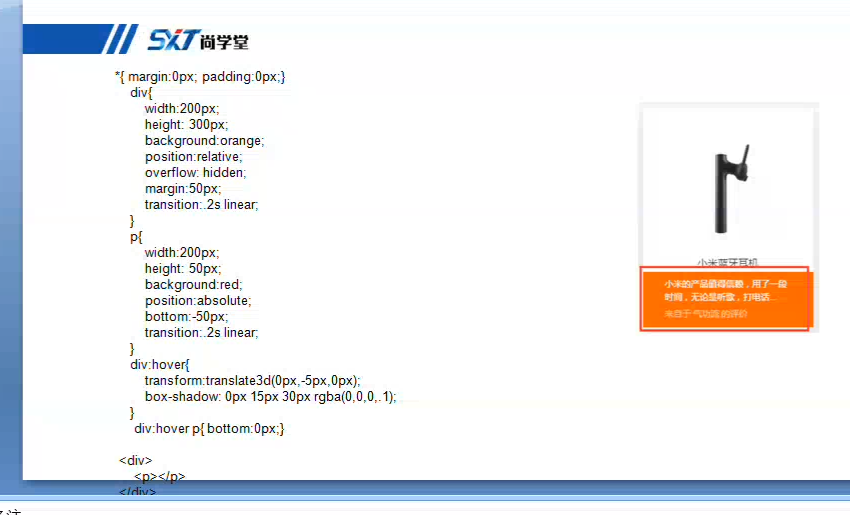 SXT 尚学堂
*{ margin:0px; padding:0px;}
div{
width:200px;
height: 300px;
background:orange;
position:relative;
overflow: hidden;
margin:50px;
transition:.2s linear;
}
p{
width:200px;
height: 50px;
background:red;
position:absolute;
bottom:-50px;
transition:.2s linear;
}
div:hover{
transform:translate3d(0px,-5px,0px);
box-shadow: 0px 15px 30px rgba(0,0,0,.1);
}
div:hover p{ bottom:0px;}
<div>
<p></p>
</div>
小米蓝牙耳机
小米的产品值得信赖，用了一段
时间，无论是听歌，打电话...
来自于 的评价